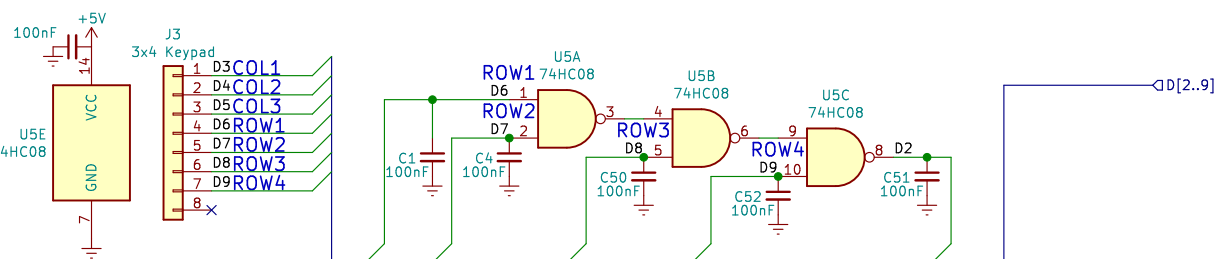 +5V
100nF
14
VCC
U5E
4HC08
GND
7
J3
3x4 Keypad
1 D3 COL1
2 D4 COL2
3 D5 COL3
4 D6 ROW1
5 D7 ROW2
6 D8 ROW3
7 D9 ROW4
8
ROW1
D6
1
ROW2
D7
2
U5A
74HC08
3
C1
100nF
C4
100nF
ROW3
D8
U5B
74HC08
4
5
6
C50
100nF
ROW4
D9
U5C
74HC08
9
10
8
D2
C52
100nF
C51
100nF
D[2..9]